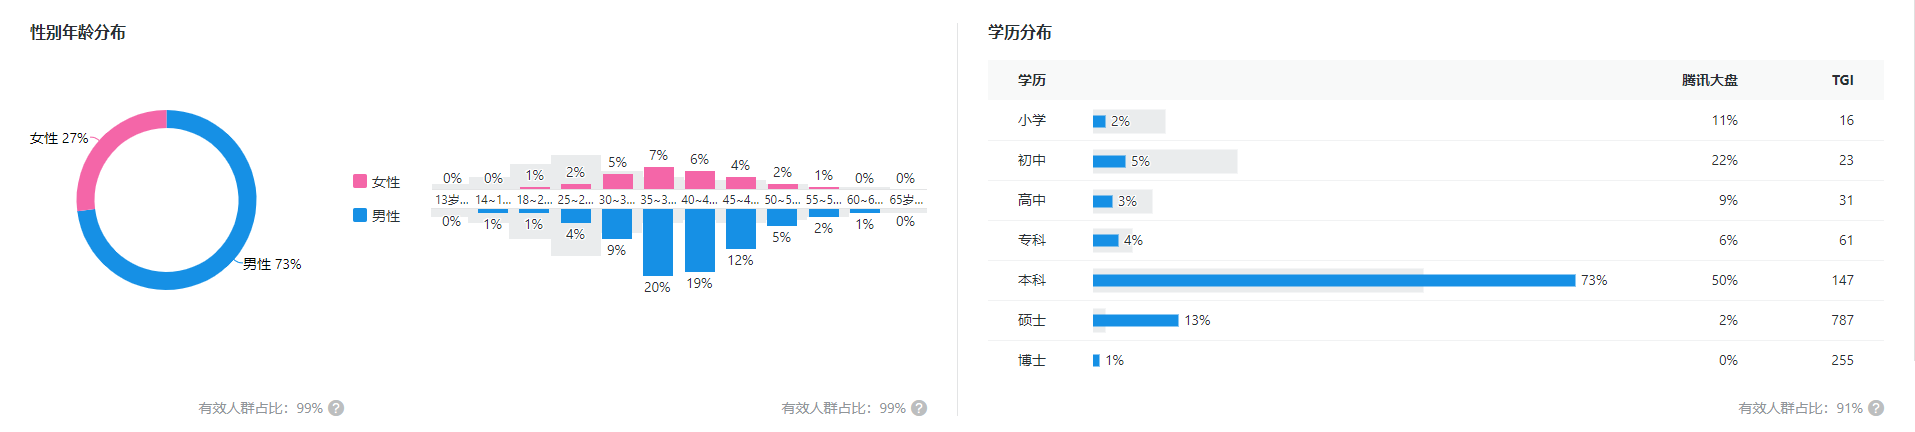 性别年龄分布
女性 27%
男性 73%
女性
男性
0% 0% 1% 2% 5% 7% 6% 4% 2% 1% 0% 0%
13岁... 14~1... 18~2... 25~2... 30~3... 35~3... 40~4... 45~4... 50~5... 55~5... 60~6... 65岁...
0% 1% 1% 4% 9% 20% 19% 12% 5% 2% 1% 0%
有效人群占比：99% ?
有效人群占比：99% ?
学历分布
学历 腾讯大盘 TGI
小学 2% 11% 16
初中 5% 22% 23
高中 3% 9% 31
专科 4% 6% 61
本科 73% 50% 147
硕士 13% 2% 787
博士 1% 0% 255
有效人群占比：91% ?